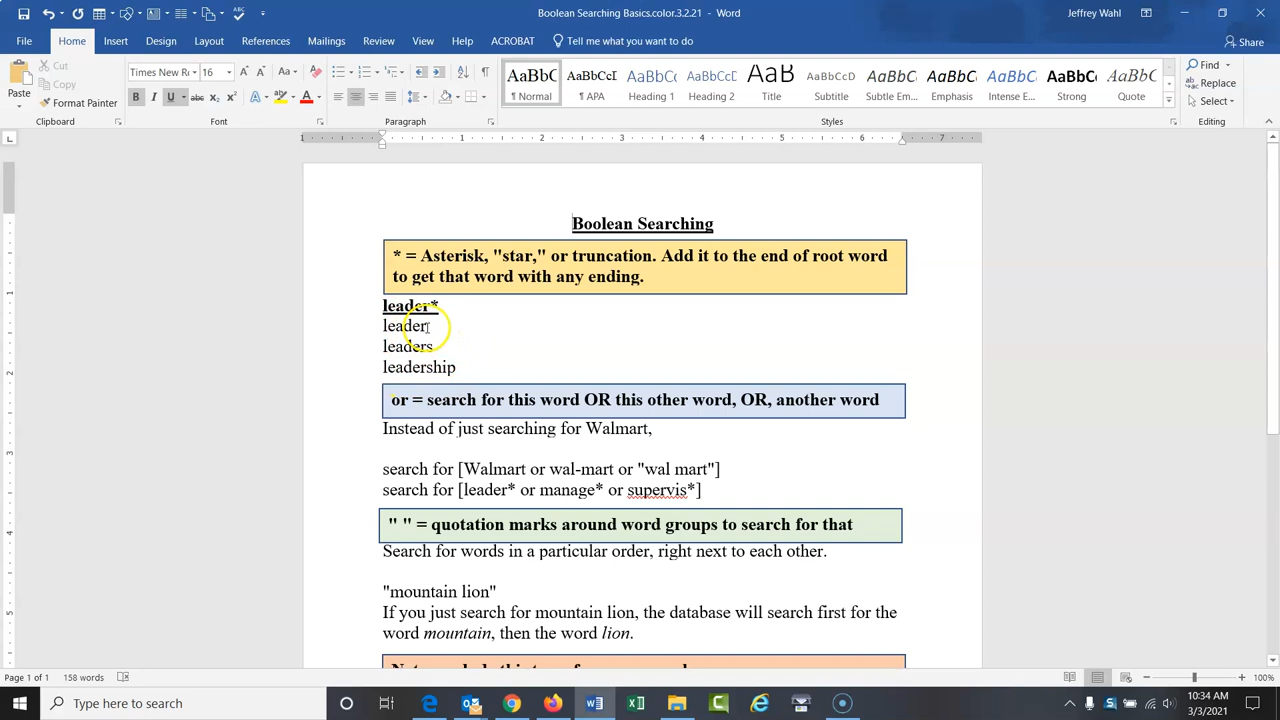 Boolean Searching Basics.color.3.2.21 - Word
Jeffrey Wahl
File Home Insert Design Layout References Mailings Review View Help ACROBAT Tell me what you want to do
Share
Paste
Cut
Copy
Format Painter
Clipboard
Times New R 16
Aa
B I U abc x₂ x²
Font
Paragraph
AaBbC AaBbCcI AaBbC AaBbC AaB AaBbCcD AaBbCc AaBbCc AaBbCc AaBbCc AaBbC
¶ Normal ¶ APA Heading 1 Heading 2 Title Subtitle Subtle Em... Emphasis Intense E... Strong Quote
Styles
Find
Replace
Select
Editing
Boolean Searching
* = Asterisk, "star," or truncation. Add it to the end of root word
to get that word with any ending.
leader*
leader
leaders
leadership
or = search for this word OR this other word, OR, another word
Instead of just searching for Walmart,
search for [Walmart or wal-mart or "wal mart"]
search for [leader* or manage* or supervis*]
" " = quotation marks around word groups to search for that
Search for words in a particular order, right next to each other.
"mountain lion"
If you just search for mountain lion, the database will search first for the
word mountain, then the word lion.
Page 1 of 1 158 words
100%
Type here to search
10:34 AM
3/3/2021